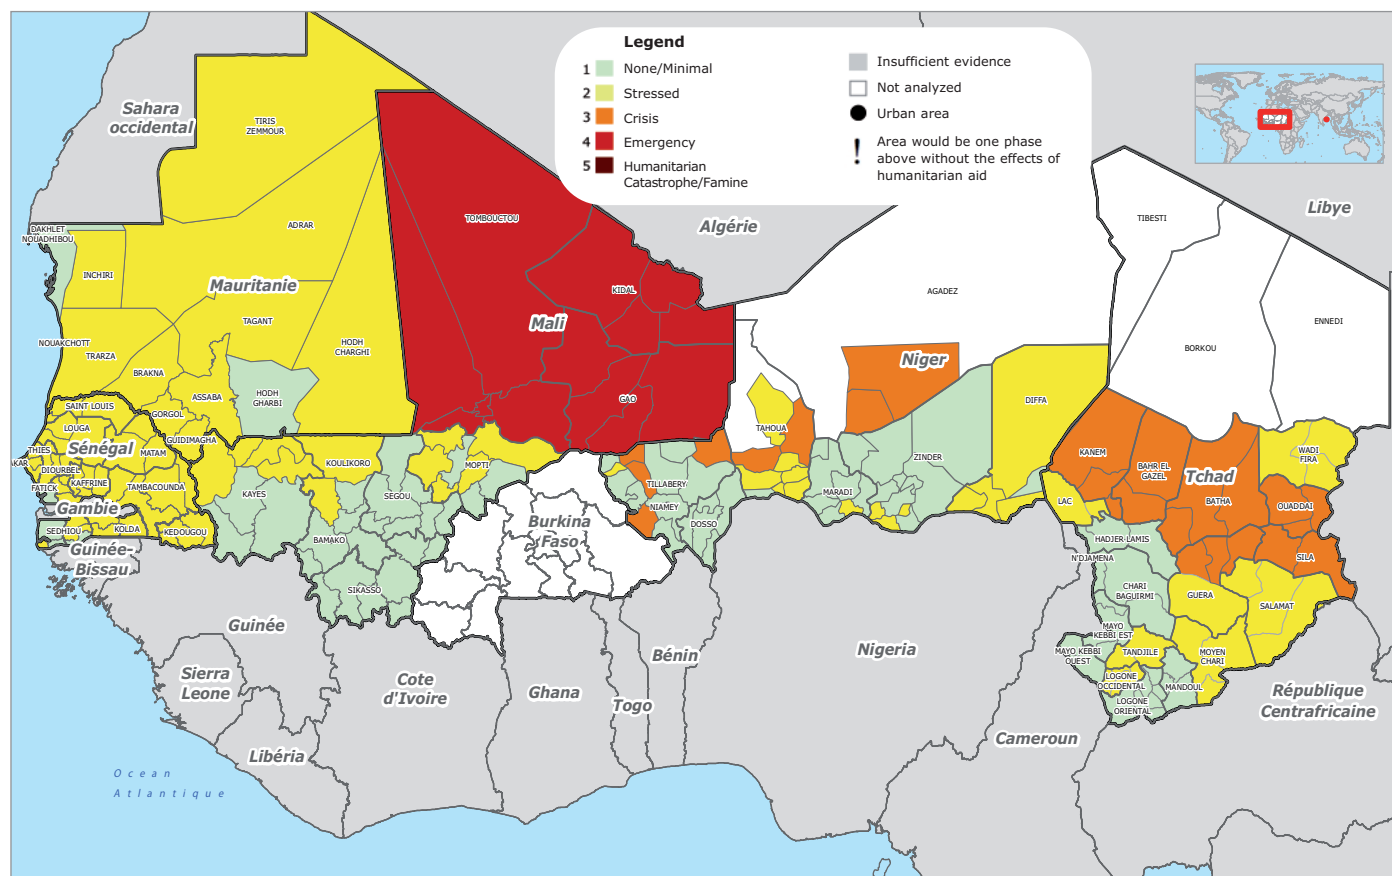 Legend
1 None/Minimal
2 Stressed
3 Crisis
4 Emergency
5 Humanitarian
Catastrophe/Famine
Insufficient evidence
Not analyzed
Urban area
! Area would be one phase
above without the effects of
humanitarian aid
Sahara
occidental
TIRIS
ZEMMOUR
Algérie
Libye
TOMBOUCTOU
TIBESTI
ADRAR
DAKHLET
NOUADHIBOU
INCHIRI
Mauritanie
KIDAL
AGADEZ
ENNEDI
TAGANT
Mali
NOUAKCHOTT
TRARZA
HODH
CHARGHI
BORKOU
Niger
BRAKNA
ASSABA
HODH
GHARBI
GAO
DIFFA
SAINT LOUIS
GORGOL
LOUGA
TAHOUA
GUIDIMAGHA
Sénégal
THIES
MATAM
KOULIKORO
MOPTI
ZINDER
KANEM
WADI
FIRA
AKAR
DIOURBEL
BAHR EL
GAZEL
Tchad
FATICK
KAFFRINE
TAMBACOUNDA
KAYES
SEGOU
TILLABERY
MARADI
LAC
BATHA
OUADDAI
Gambie
NIAMEY
SEDHIOU
KOLDA
KEDOUGOU
BAMAKO
Burkina
Faso
DOSSO
HADJER-LAMIS
Guinée-
Bissau
N'DJAMENA
SILA
SIKASSO
CHARI
BAGUIRMI
GUERA
SALAMAT
Guinée
MAYO
KEBBI EST
Bénin
Nigeria
MAYO KEBBI
OUEST
TANDJILE
MOYEN
CHARI
Sierra
Leone
Cote
d'Ivoire
Ghana
Togo
LOGONE
OCCIDENTAL
MANDOUL
LOGONE
ORIENTAL
République
Centrafricaine
Libéria
Cameroun
Ocean
Atlantique